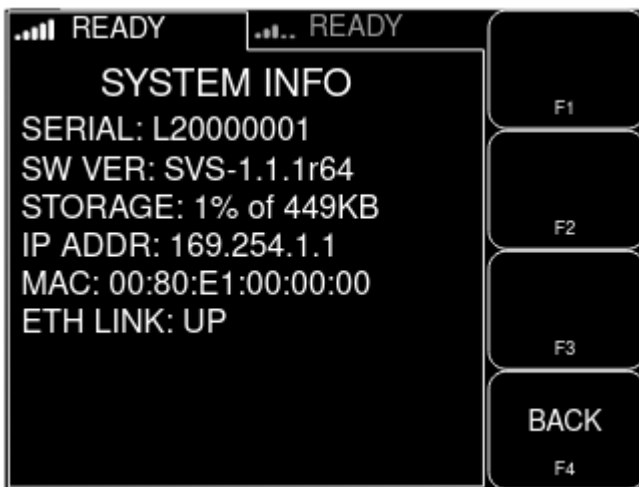 READY
READY
SYSTEM INFO
SERIAL: L20000001
SW VER: SVS-1.1.1r64
STORAGE: 1% of 449KB
IP ADDR: 169.254.1.1
MAC: 00:80:E1:00:00:00
ETH LINK: UP
F1
F2
F3
BACK
F4